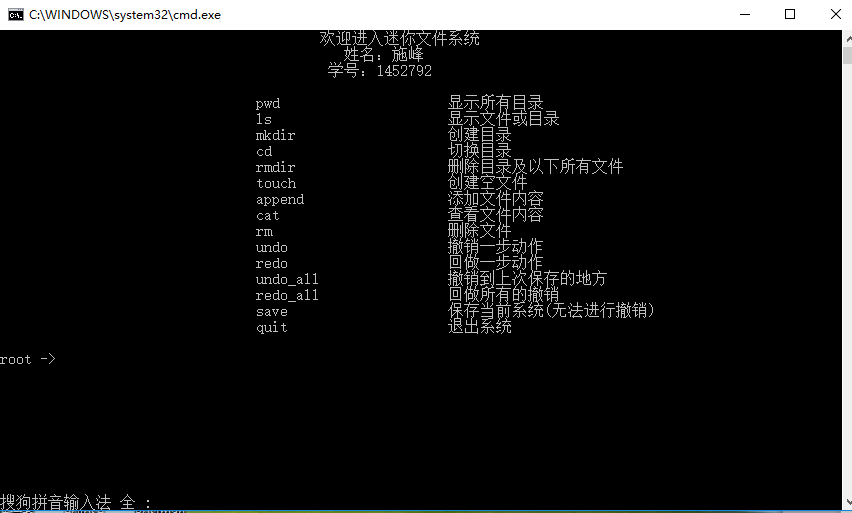 C:\WINDOWS\system32\cmd.exe
欢迎进入迷你文件系统
姓名：施峰
学号：1452792
pwd 显示所有目录
ls 显示文件或目录
mkdir 创建目录
cd 切换目录
rmdir 删除目录及以下所有文件
touch 创建空文件
append 添加文件内容
cat 查看文件内容
rm 删除文件
undo 撤销一步动作
redo 回做一步动作
undo_all 撤销到上次保存的地方
redo_all 回做所有的撤销
save 保存当前系统(无法进行撤销)
quit 退出系统
root ->
搜狗拼音输入法 全 :